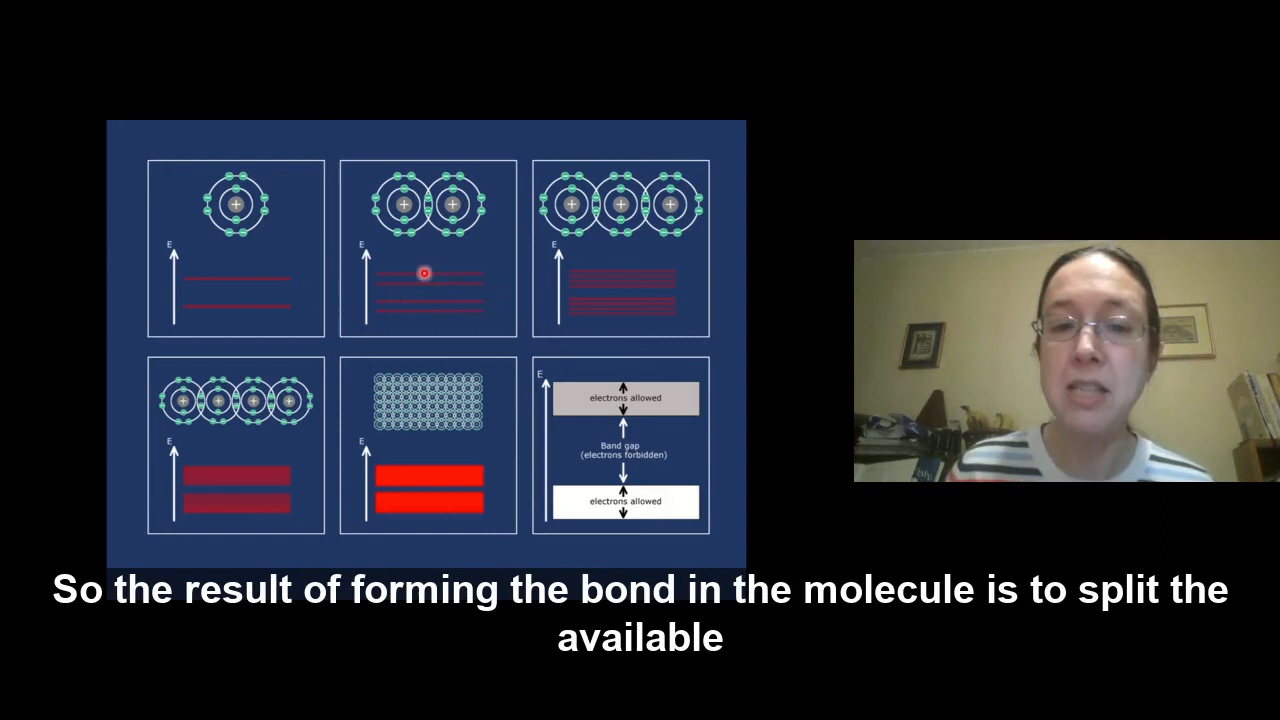 E
E
E
E
E
E
electrons allowed
Band gap
(electrons forbidden)
electrons allowed
So the result of forming the bond in the molecule is to split the
available